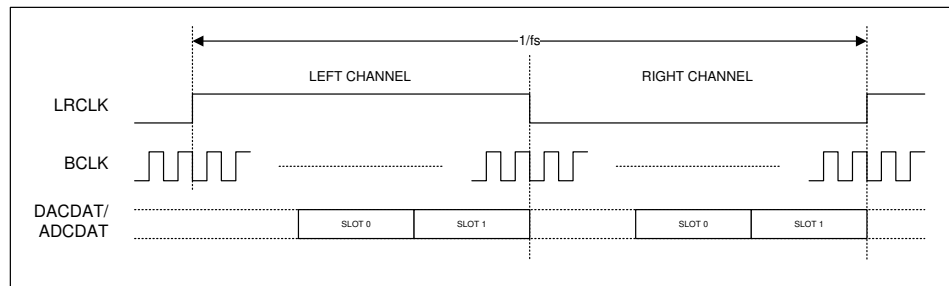 1/fs
LEFT CHANNEL
RIGHT CHANNEL
LRCLK
BCLK
DACDAT/
ADCDAT
SLOT 0
SLOT 1
SLOT 0
SLOT 1